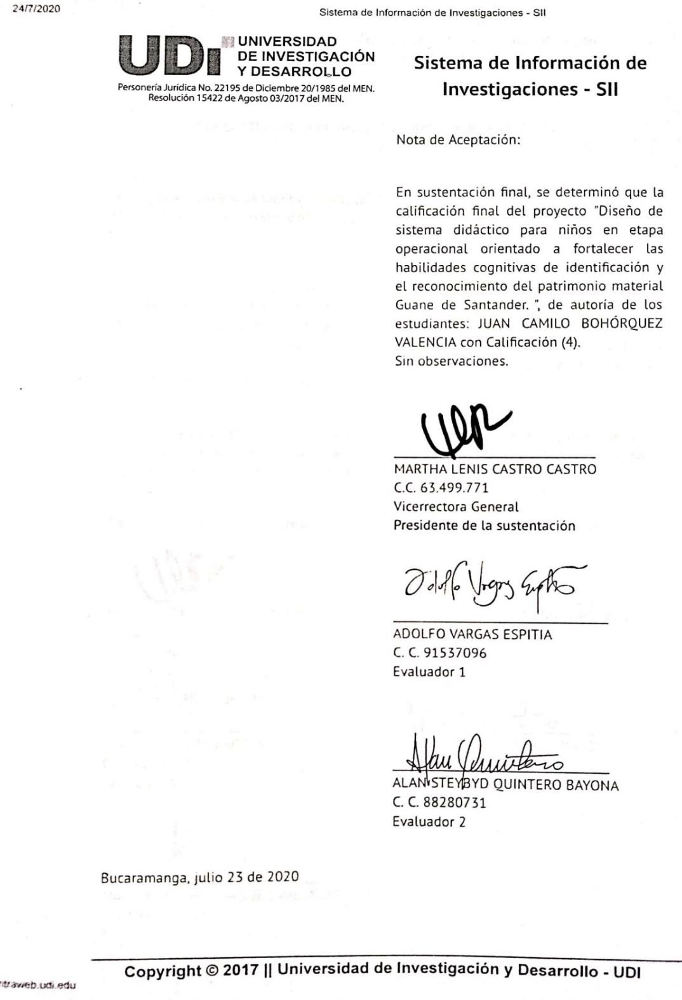 24/7/2020
Sistema de Información de Investigaciones - SII
UDI
UNIVERSIDAD
DE INVESTIGACIÓN
Y DESARROLLO
Personería Jurídica No. 22195 de Diciembre 20/1985 del MEN.
Resolución 15422 de Agosto 03/2017 del MEN.
Sistema de Información de
Investigaciones - SII
Nota de Aceptación:
En sustentación final, se determinó que la
calificación final del proyecto "Diseño de
sistema didáctico para niños en etapa
operacional orientado a fortalecer las
habilidades cognitivas de identificación y
el reconocimiento del patrimonio material
Guane de Santander. ", de autoría de los
estudiantes: JUAN CAMILO BOHÓRQUEZ
VALENCIA con Calificación (4).
Sin observaciones.
MARTHA LENIS CASTRO CASTRO
C.C. 63.499.771
Vicerrectora General
Presidente de la sustentación
Adolfo Vargas
ADOLFO VARGAS ESPITIA
C. C. 91537096
Evaluador 1
Alan Quintero
ALAN STEYBYD QUINTERO BAYONA
C. C. 88280731
Evaluador 2
Bucaramanga, julio 23 de 2020
Copyright © 2017 || Universidad de Investigación y Desarrollo - UDI
ntraweb.udi.edu